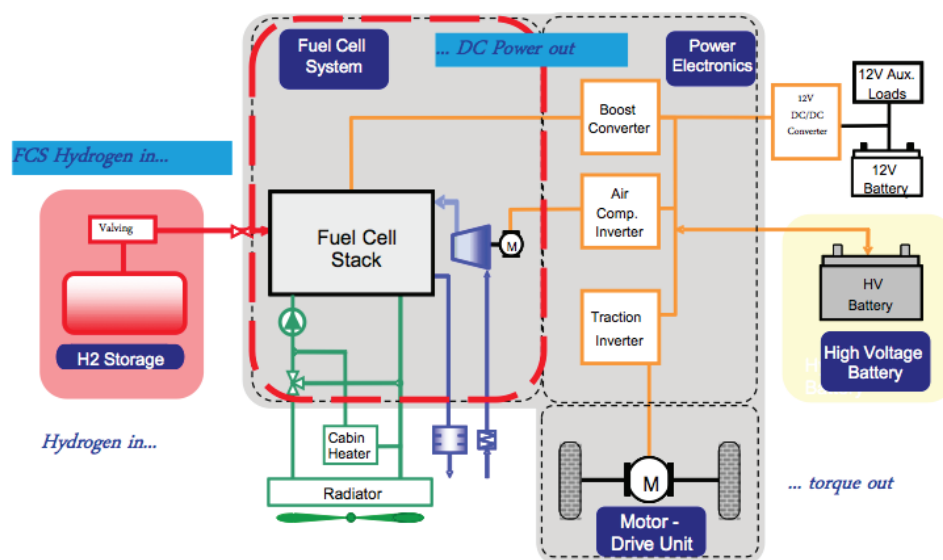 Fuel Cell
System
... DC Power out
Power
Electronics
12V Aux.
Loads
12V
DC/DC
Converter
Boost
Converter
12V
Battery
FCS Hydrogen in...
Valving
Fuel Cell
Stack
M
Air
Comp.
Inverter
HV
Battery
Traction
Inverter
H2 Storage
High Voltage
Battery
Hydrogen in...
Cabin
Heater
Radiator
M
... torque out
Motor -
Drive Unit